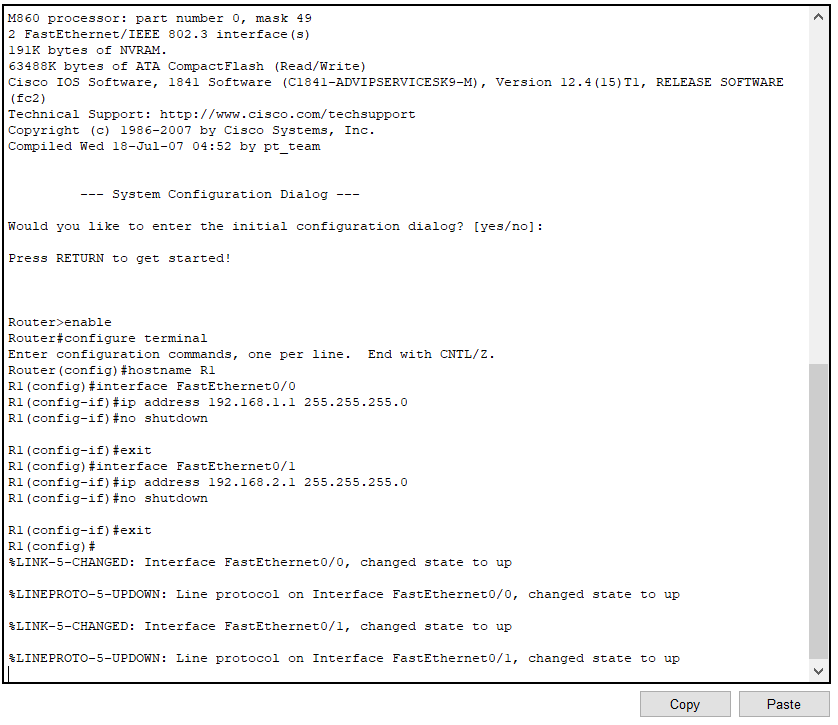 M860 processor: part number 0, mask 49
2 FastEthernet/IEEE 802.3 interface(s)
191K bytes of NVRAM.
63488K bytes of ATA CompactFlash (Read/Write)
Cisco IOS Software, 1841 Software (C1841-ADVIPSERVICESK9-M), Version 12.4(15)T1, RELEASE SOFTWARE
(fc2)
Technical Support: http://www.cisco.com/techsupport
Copyright (c) 1986-2007 by Cisco Systems, Inc.
Compiled Wed 18-Jul-07 04:52 by pt_team
--- System Configuration Dialog ---
Would you like to enter the initial configuration dialog? [yes/no]:
Press RETURN to get started!
Router>enable
Router#configure terminal
Enter configuration commands, one per line.  End with CNTL/Z.
Router(config)#hostname R1
R1(config)#interface FastEthernet0/0
R1(config-if)#ip address 192.168.1.1 255.255.255.0
R1(config-if)#no shutdown
R1(config-if)#exit
R1(config)#interface FastEthernet0/1
R1(config-if)#ip address 192.168.2.1 255.255.255.0
R1(config-if)#no shutdown
R1(config-if)#exit
R1(config)#
%LINK-5-CHANGED: Interface FastEthernet0/0, changed state to up
%LINEPROTO-5-UPDOWN: Line protocol on Interface FastEthernet0/0, changed state to up
%LINK-5-CHANGED: Interface FastEthernet0/1, changed state to up
%LINEPROTO-5-UPDOWN: Line protocol on Interface FastEthernet0/1, changed state to up
Copy
Paste